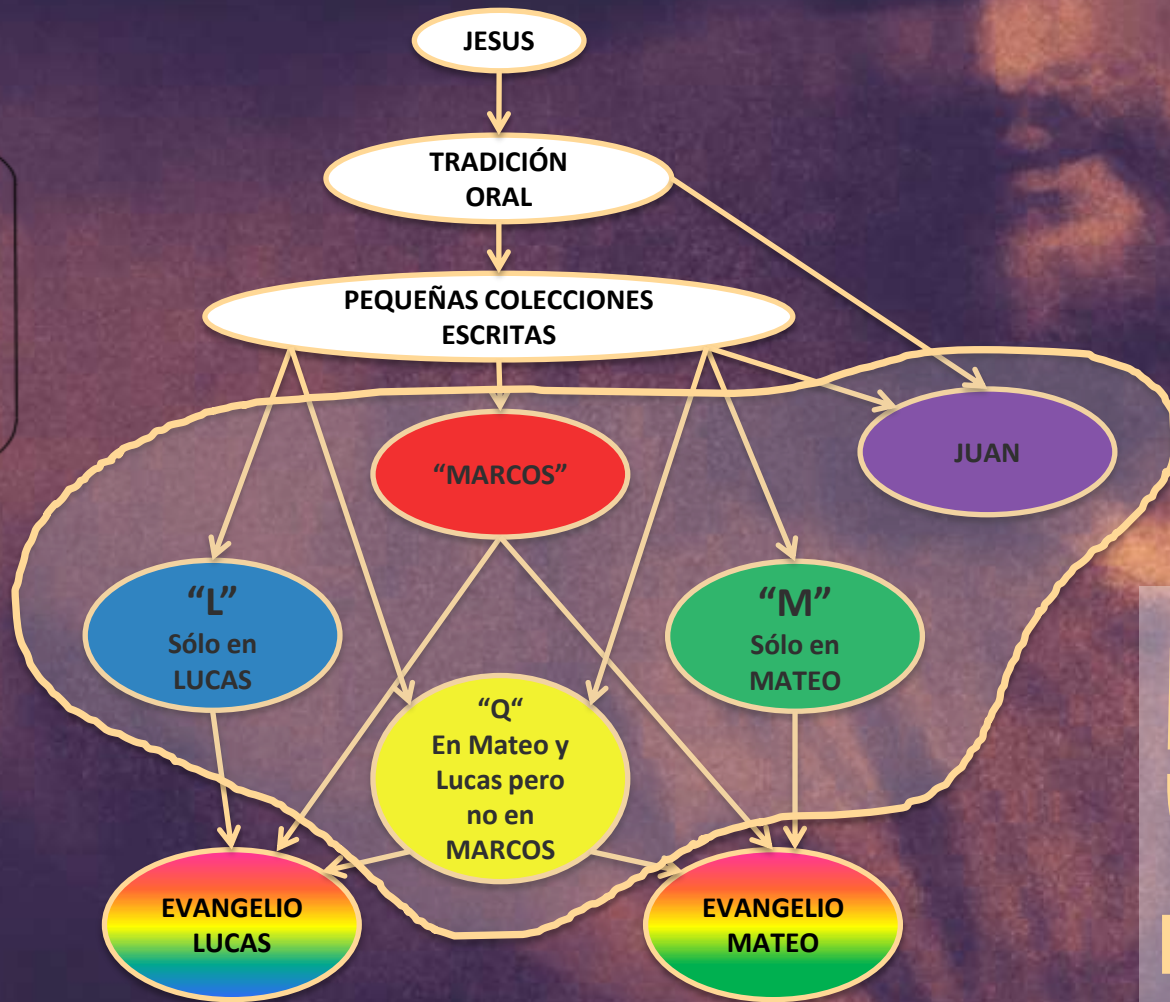 JESUS
TRADICIÓN
ORAL
PEQUEÑAS COLECCIONES
ESCRITAS
“MARCOS”
JUAN
“L”
Sólo en
LUCAS
“M”
Sólo en
MATEO
“Q“
En Mateo y
Lucas pero
no en
MARCOS
EVANGELIO
LUCAS
EVANGELIO
MATEO